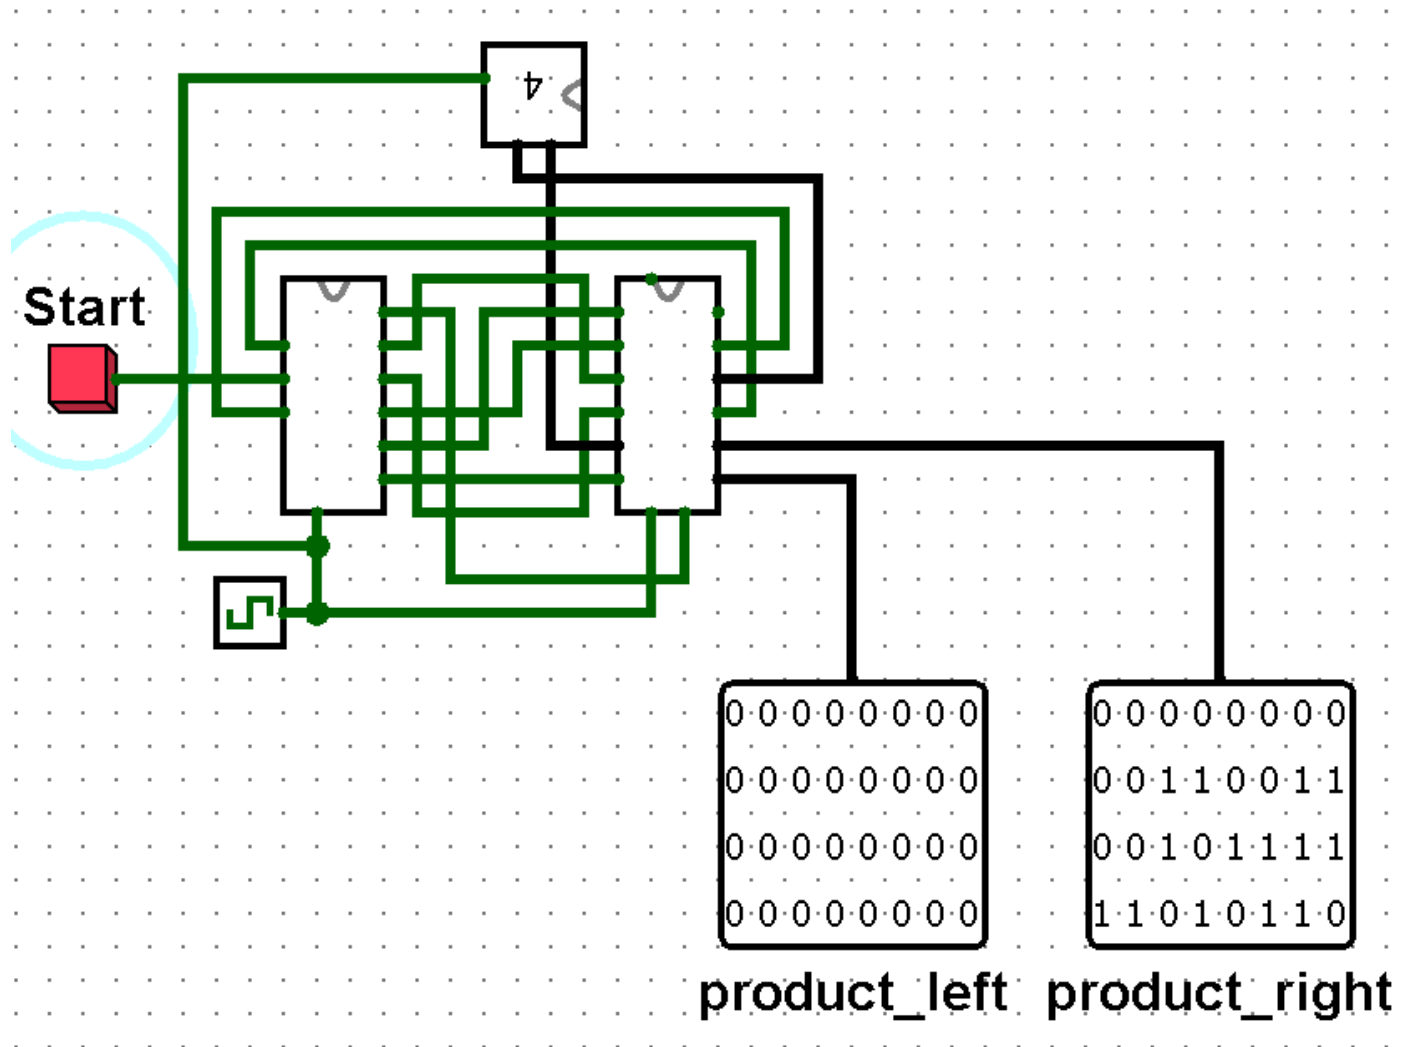 4
Start
0 0 0 0 0 0 0 0
0 0 0 0 0 0 0 0
0 0 0 0 0 0 0 0
0 0 0 0 0 0 0 0
product_left
0 0 0 0 0 0 0 0
0 0 1 1 0 0 1 1
0 0 1 0 1 1 1 1
1 1 0 1 0 1 1 0
product_right